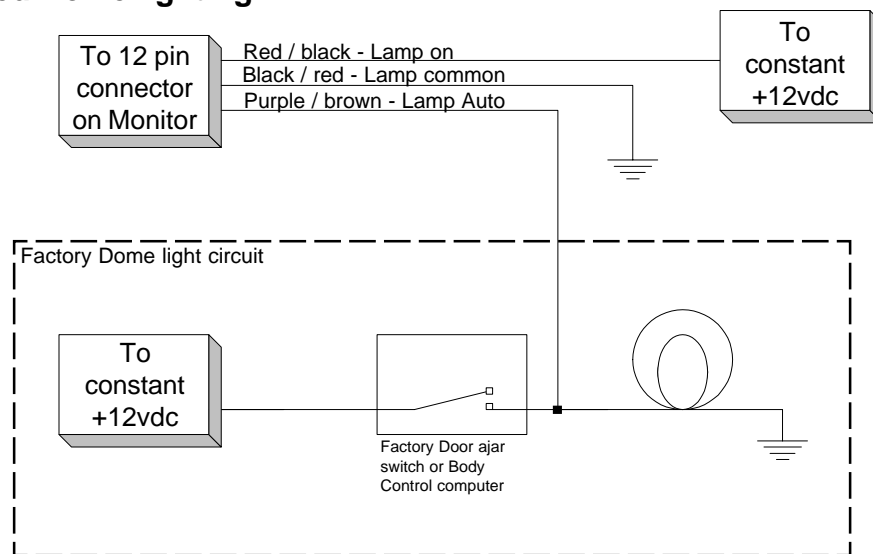 To 12 pin
connector
on Monitor
Red / black - Lamp on
Black / red - Lamp common
Purple / brown - Lamp Auto
To
constant
+12vdc
Factory Dome light circuit
To
constant
+12vdc
Factory Door ajar
switch or Body
Control computer